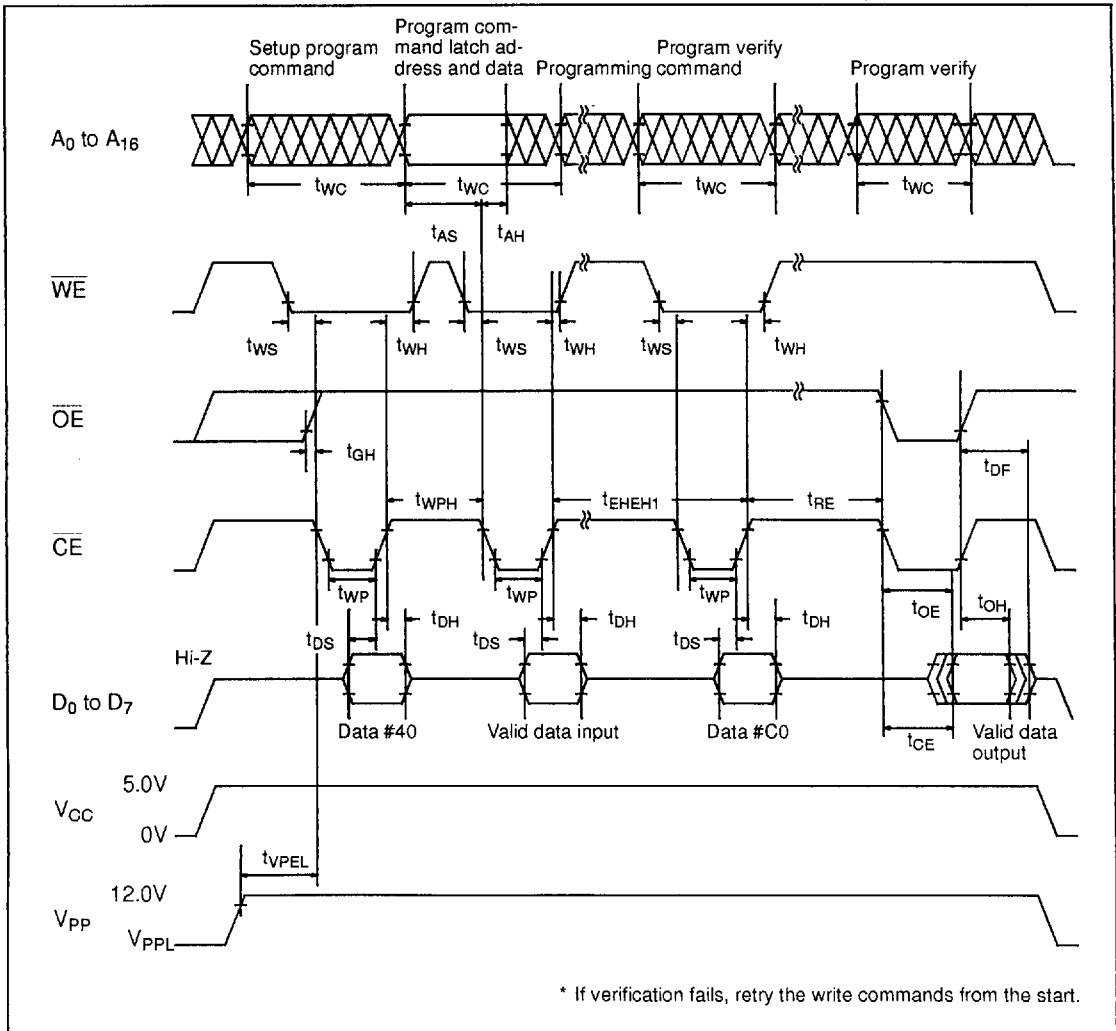 Setup program
command
Program com-
mand latch ad-
dress and data
Programming
Program verify
command
Program verify
A0 to A16
tWC
tWC
tWC
tWC
tAS
tAH
WE
tWS
tWH
tWS
tWH
tWS
tWH
OE
tGH
tDF
tWPH
tEHEH1
tRE
CE
tWP
tWP
tWP
tOE
tOH
tDS
tDH
tDS
tDH
tDS
tDH
Hi-Z
D0 to D7
Data #40
Valid data input
Data #C0
tCE
Valid data
output
5.0V
VCC
0V
tVPEL
12.0V
VPP
VPPL
* If verification fails, retry the write commands from the start.